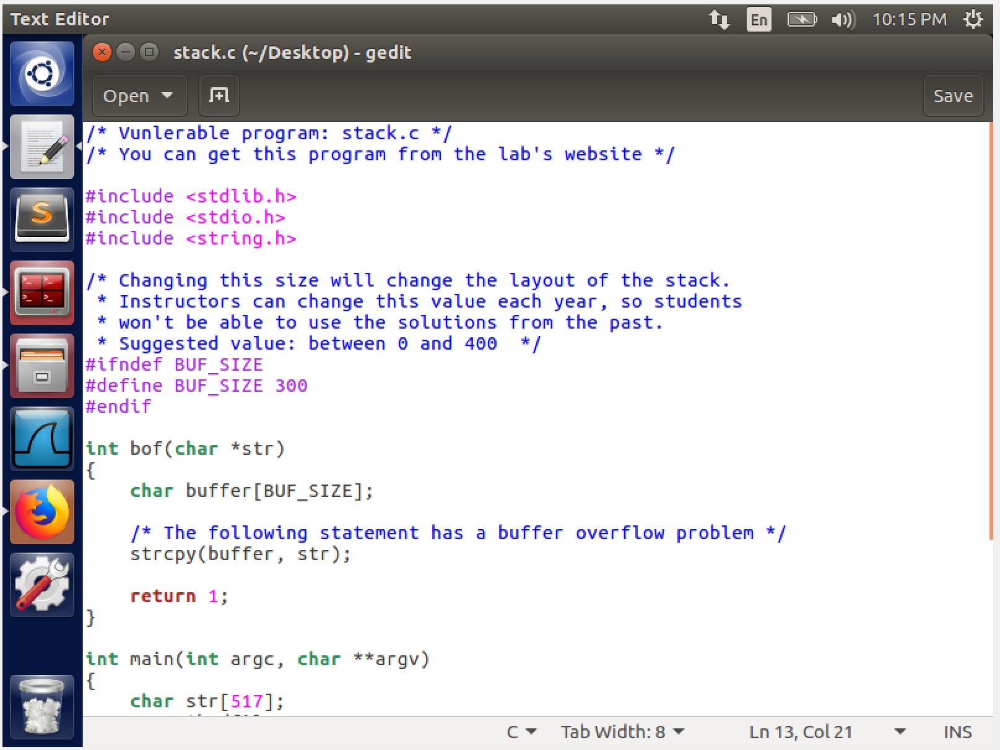 Text Editor
En
10:15 PM
stack.c (~/Desktop) - gedit
Open
Save
/* Vunlerable program: stack.c */
/* You can get this program from the lab's website */
#include <stdlib.h>
#include <stdio.h>
#include <string.h>
/* Changing this size will change the layout of the stack.
 * Instructors can change this value each year, so students
 * won't be able to use the solutions from the past.
 * Suggested value: between 0 and 400  */
#ifndef BUF_SIZE
#define BUF_SIZE 300
#endif
int bof(char *str)
{
    char buffer[BUF_SIZE];
    /* The following statement has a buffer overflow problem */
    strcpy(buffer, str);
    return 1;
}
int main(int argc, char **argv)
{
    char str[517];
C
Tab Width: 8
Ln 13, Col 21
INS